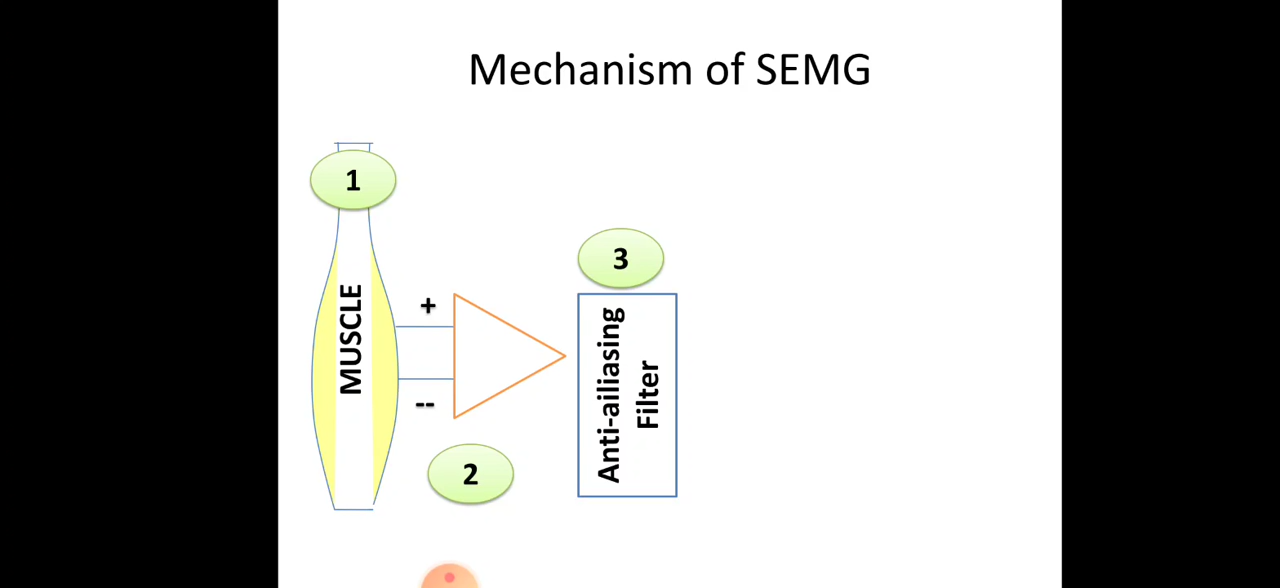 Mechanism of SEMG
1
MUSCLE
+
--
2
3
Anti-ailiasing
Filter